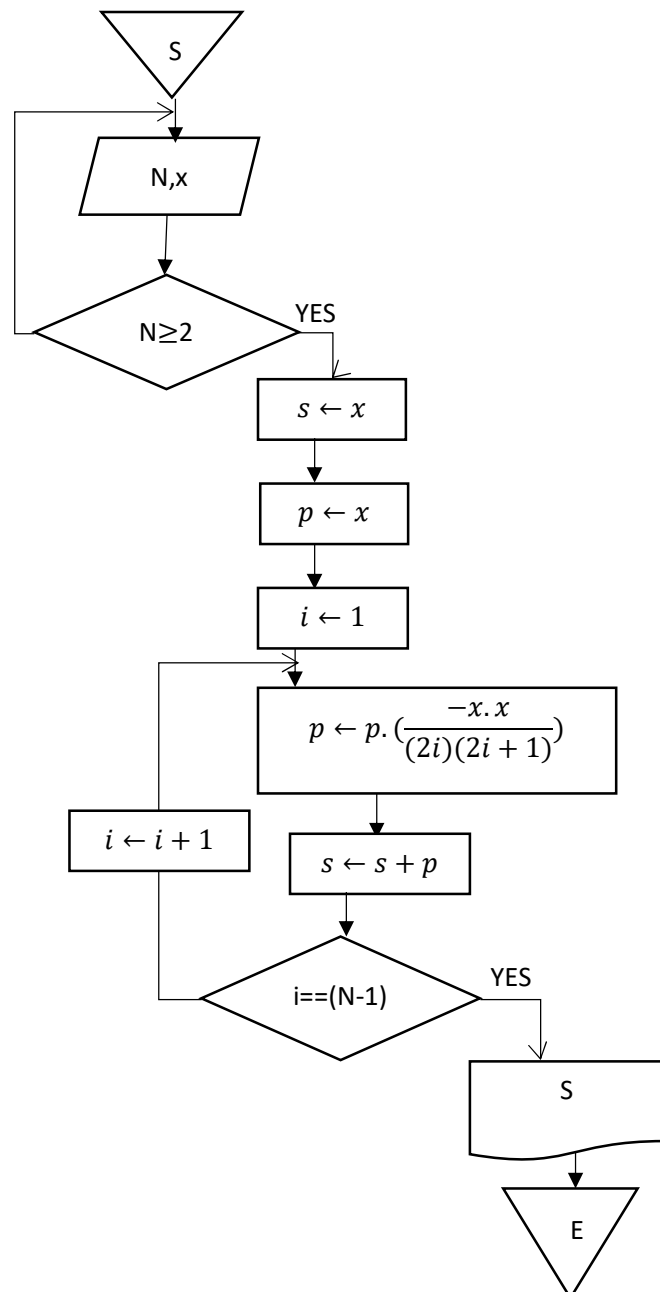 S
N,x
YES
N≥2
s ← x
p ← x
i ← 1
p ← p. (−x. x / (2i)(2i + 1))
i ← i + 1
s ← s + p
YES
i==(N-1)
S
E